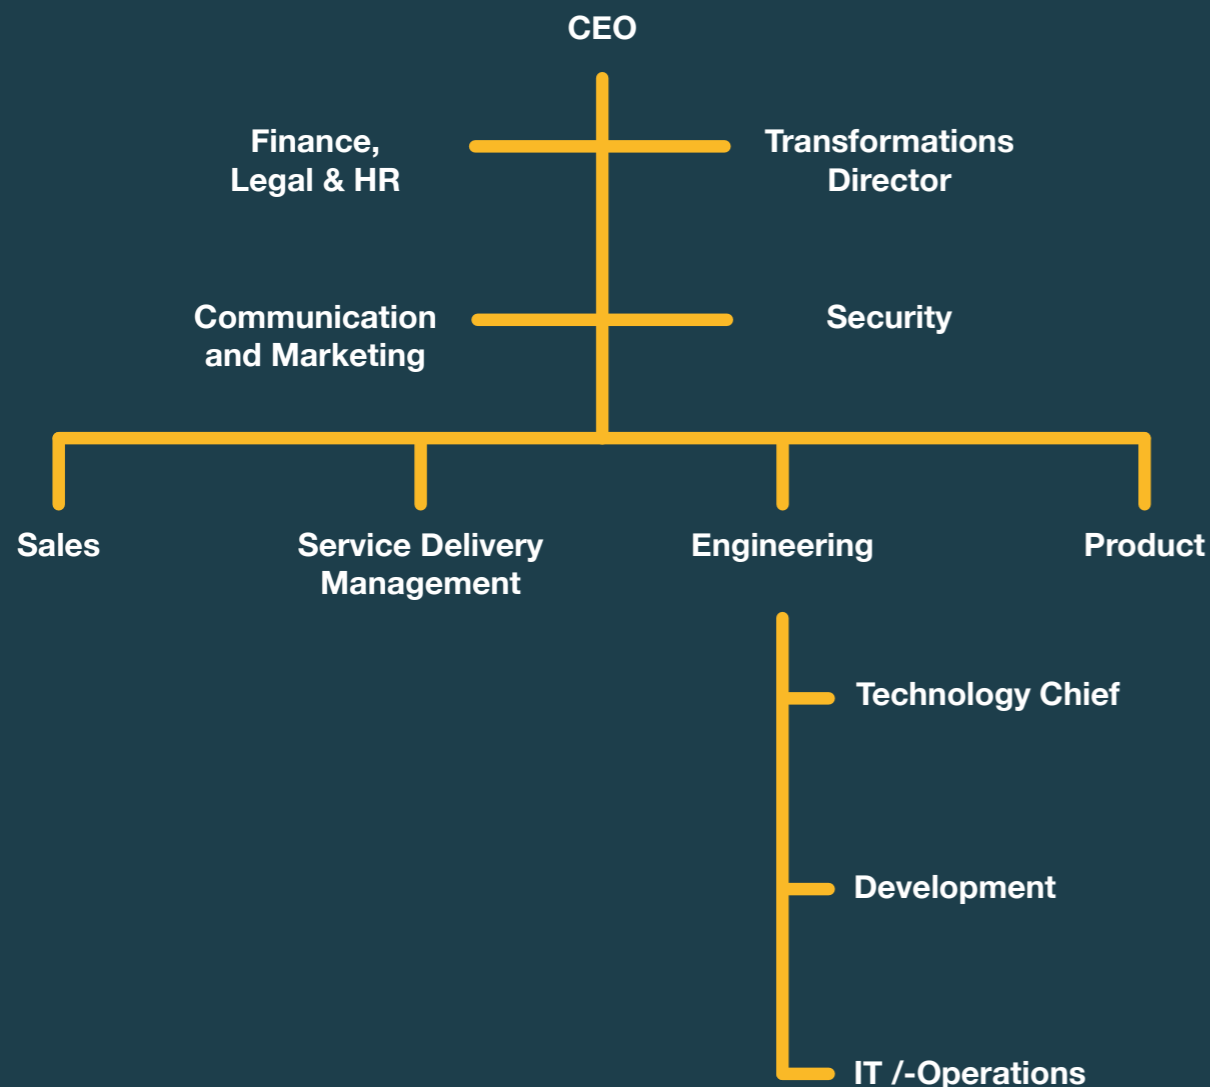 CEO
Finance,
Legal & HR
Transformations
Director
Communication
and Marketing
Security
Sales
Service Delivery
Management
Engineering
Product
Technology Chief
Development
IT /-Operations